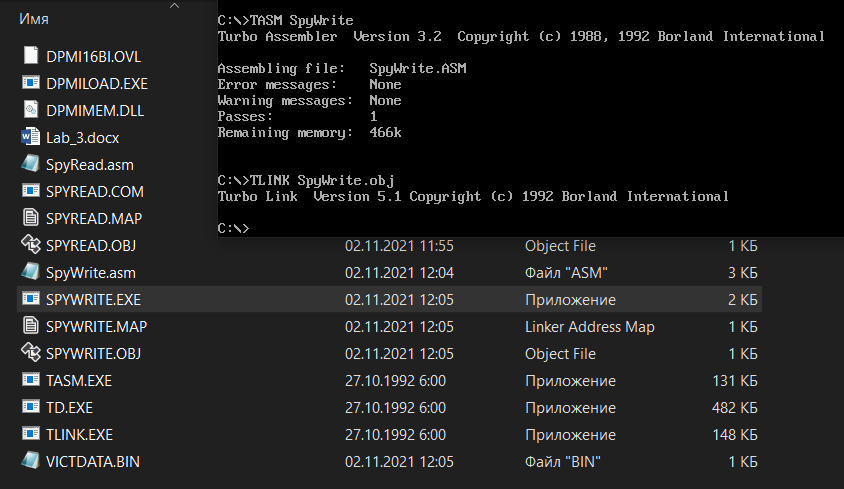 Имя
C:\>TASM SpyWrite
Turbo Assembler  Version 3.2  Copyright (c) 1988, 1992 Borland International
Assembling file:   SpyWrite.ASM
Error messages:    None
Warning messages:  None
Passes:            1
Remaining memory:  466k
C:\>TLINK SpyWrite.obj
Turbo Link  Version 5.1 Copyright (c) 1992 Borland International
C:\>
DPMI16BI.OVL
DPMILOAD.EXE
DPMIMEM.DLL
Lab_3.docx
SpyRead.asm
SPYREAD.COM
SPYREAD.MAP
SPYREAD.OBJ 02.11.2021 11:55 Object File 1 КБ
SpyWrite.asm 02.11.2021 12:04 Файл "ASM" 3 КБ
SPYWRITE.EXE 02.11.2021 12:05 Приложение 2 КБ
SPYWRITE.MAP 02.11.2021 12:05 Linker Address Map 1 КБ
SPYWRITE.OBJ 02.11.2021 12:05 Object File 1 КБ
TASM.EXE 27.10.1992 6:00 Приложение 131 КБ
TD.EXE 27.10.1992 6:00 Приложение 482 КБ
TLINK.EXE 27.10.1992 6:00 Приложение 148 КБ
VICTDATA.BIN 02.11.2021 12:05 Файл "BIN" 1 КБ